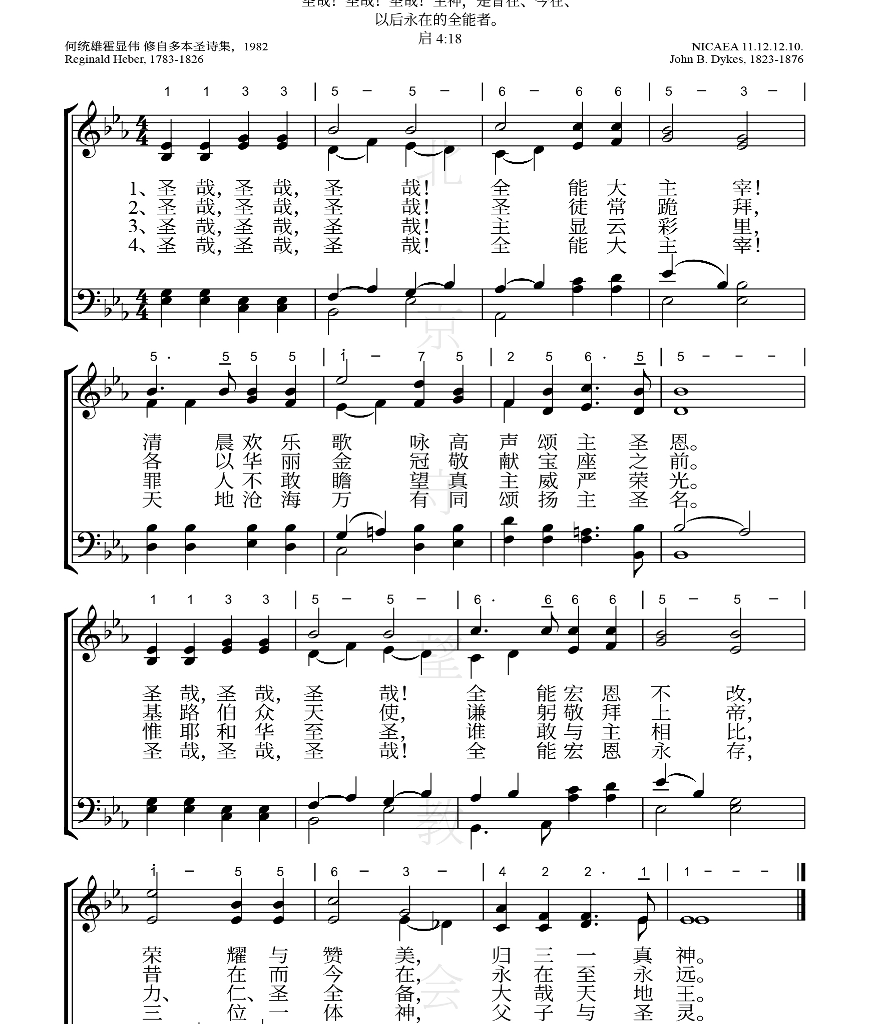 圣哉！圣哉！圣哉！主神，是昔在、今在、
以后永在的全能者。
启 4:18
何统雄霍显伟 修自多本圣诗集，1982
NICAEA 11.12.12.10.
Reginald Heber, 1783-1826
John B. Dykes, 1823-1876
1 1 3 3 | 5 – 5 – | 6 – 6 6 | 5 – 3 – |
1、圣 哉，圣 哉， 圣 哉！ 全 能 大 主 宰！
2、圣 哉，圣 哉， 圣 哉！ 圣 徒 常 跪 拜，
3、圣 哉，圣 哉， 圣 哉！ 主 显 云 彩 里，
4、圣 哉，圣 哉， 圣 哉！ 全 能 大 主 宰！
5 . 5 5 5 | 1 – 7 5 | 2 5 6 . 5 | 5 – – – |
清 晨 欢 乐 歌 咏 高 声 颂 主 圣 恩。
各 以 华 丽 金 冠 敬 献 宝 座 之 前。
罪 人 不 敢 瞻 望 真 主 威 严 荣 光。
天 地 沧 海 万 有 同 颂 扬 主 圣 名。
1 1 3 3 | 5 – 5 – | 6 . 6 6 6 | 5 – 5 – |
圣 哉，圣 哉， 圣 哉！ 全 能 宏 恩 不 改，
基 路 伯 众 天 使， 谦 躬 敬 拜 上 帝，
惟 耶 和 华 至 圣， 谁 敢 与 主 相 比，
圣 哉，圣 哉， 圣 哉！ 全 能 宏 恩 永 存，
1 – 5 5 | 6 – 3 – | 4 2 2 . 1 | 1 – – – |
荣 耀 与 赞 美， 归 三 一 真 神。
昔 在 而 今 在， 永 在 至 永 远。
力、 仁 圣 全 备， 大 哉 天 地 王。
三 位 一 体 神， 父 子 与 圣 灵。
北
京
守
望
教
会